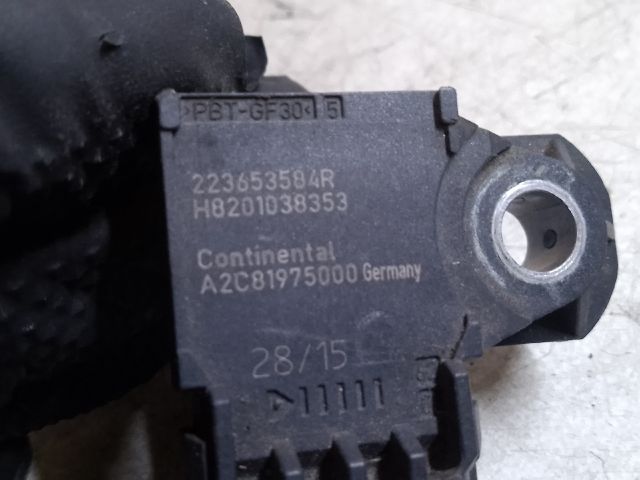 >PBT-GF30< 5
223653584R
H8201038353
Continental
A2C81975000 Germany
28/15